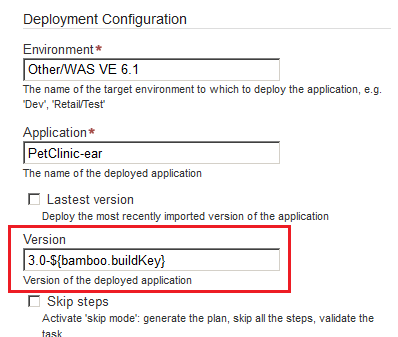 Deployment Configuration
Environment*
Other/WAS VE 6.1
The name of the target environment to which to deploy the application, e.g.
'Dev', 'Retail/Test'
Application*
PetClinic-ear
The name of the deployed application
Lastest version
Deploy the most recently imported version of the application
Version
3.0-${bamboo.buildKey}
Version of the deployed application
Skip steps
Activate 'skip mode': generate the plan, skip all the steps, validate the
task